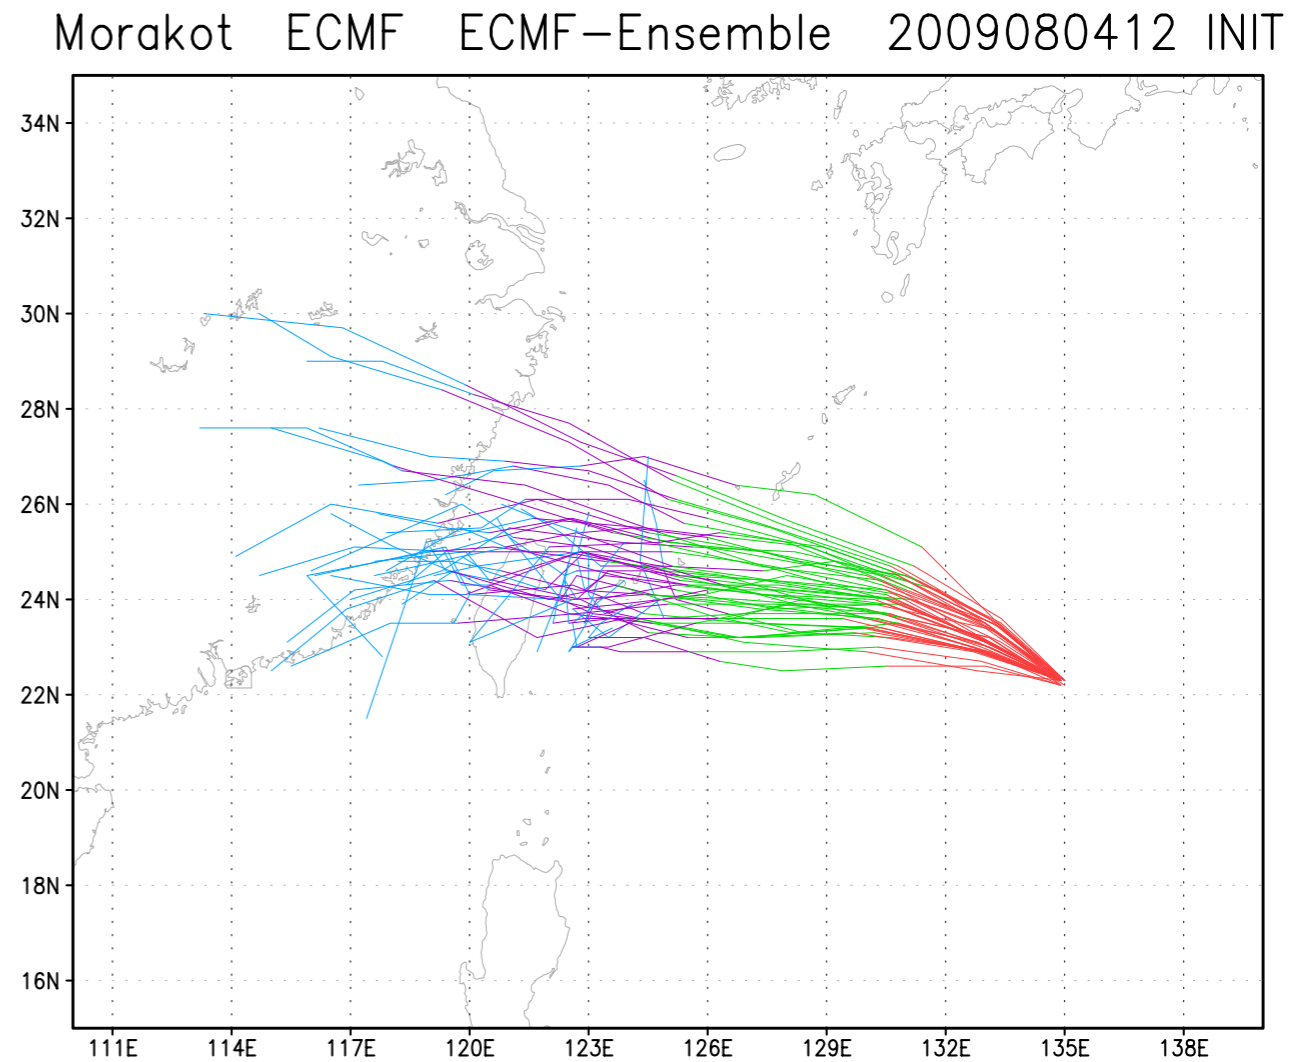 Morakot ECMF ECMF-Ensemble 2009080412 INIT
34N
32N
30N
28N
26N
24N
22N
20N
18N
16N
111E 114E 117E 120E 123E 126E 129E 132E 135E 138E